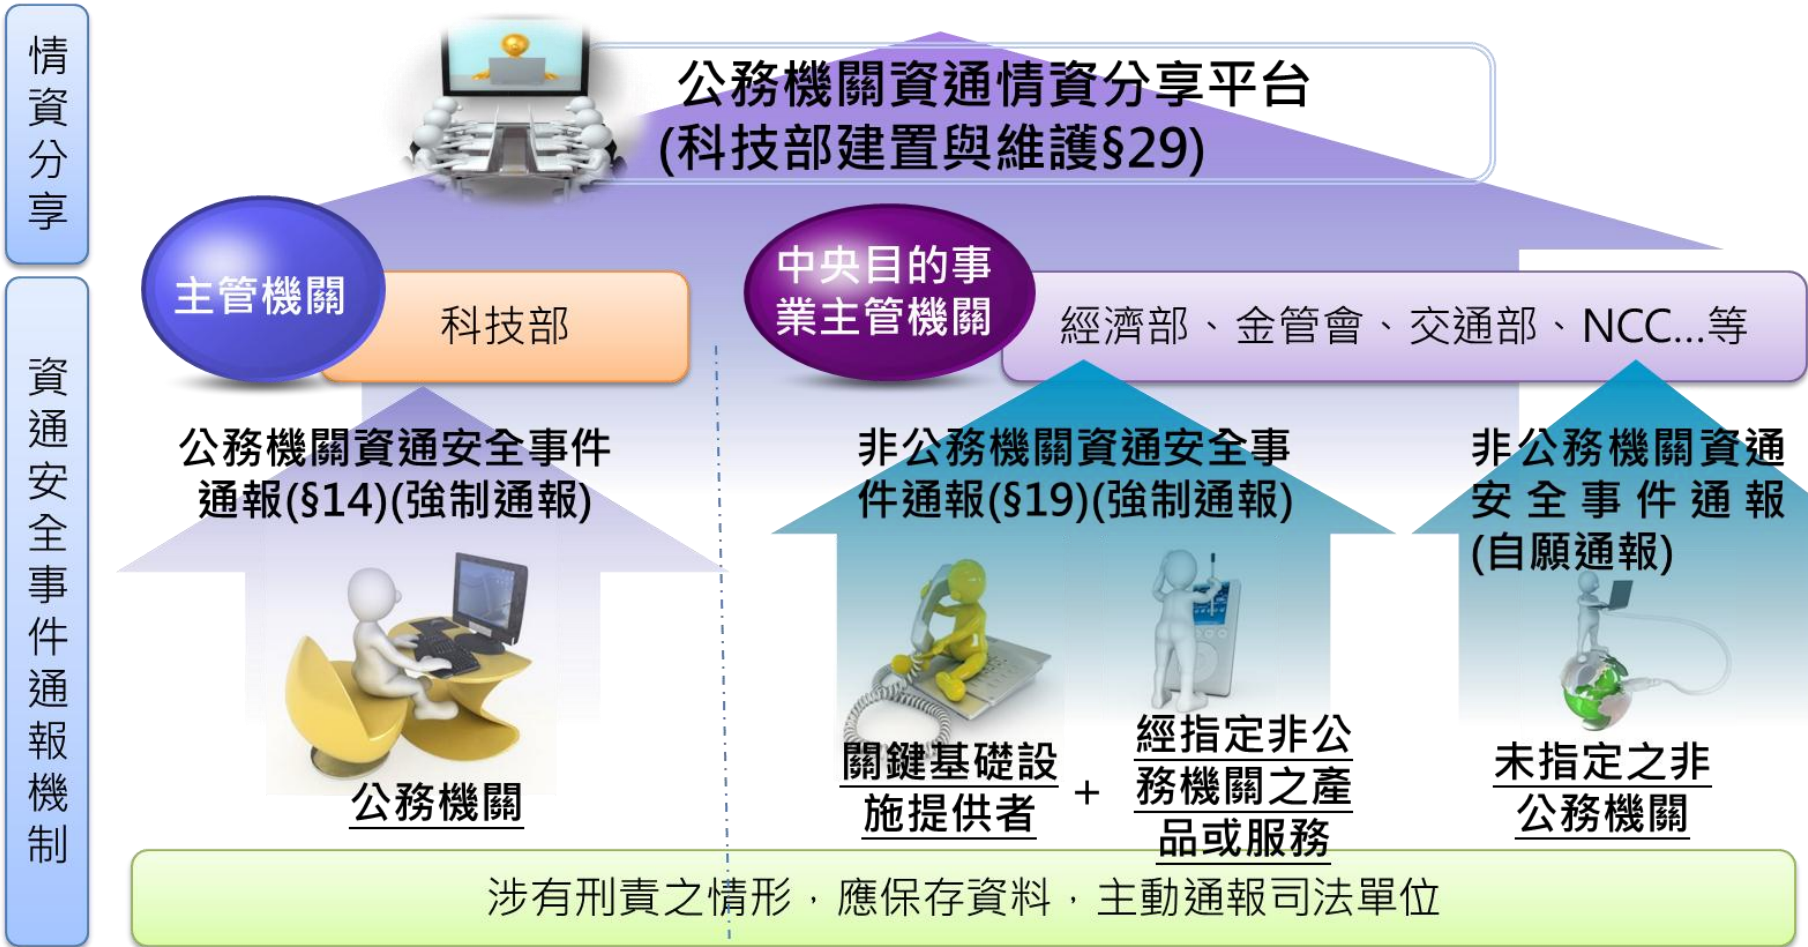 情資分享
公務機關資通情資分享平台
(科技部建置與維護§29)
資通安全事件通報機制
主管機關
科技部
中央目的事
業主管機關
經濟部、金管會、交通部、NCC...等
公務機關資通安全事件
通報(§14)(強制通報)
非公務機關資通安全事
件通報(§19)(強制通報)
非公務機關資通
安全事件通報
(自願通報)
公務機關
關鍵基礎設
施提供者
+
經指定非公
務機關之產
品或服務
未指定之非
公務機關
涉有刑責之情形，應保存資料，主動通報司法單位